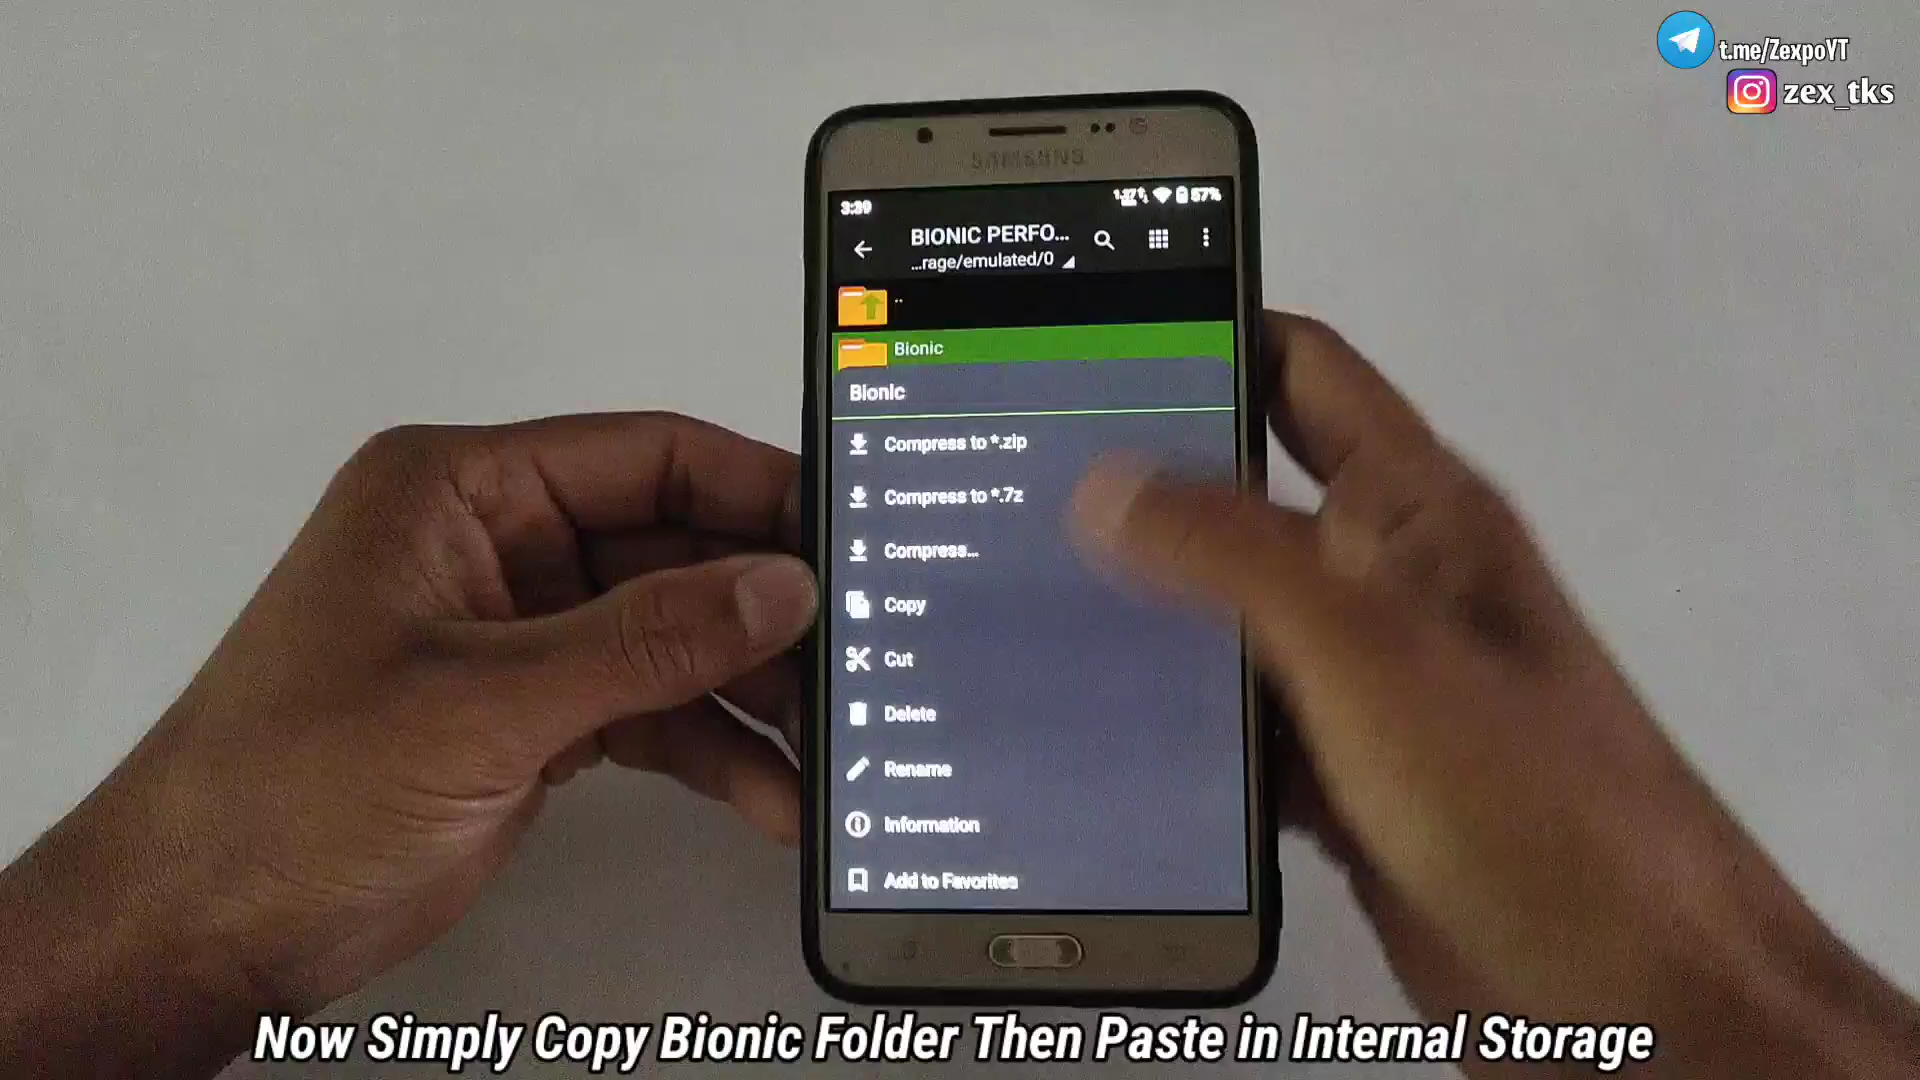 t.me/ZexpoYT
zex_tks
SAMSUNG
3:39
57%
BIONIC PERFO...
...rage/emulated/0
..
Bionic
Bionic
Compress to *.zip
Compress to *.7z
Compress...
Copy
Cut
Delete
Rename
Information
Add to Favorites
Now Simply Copy Bionic Folder Then Paste in Internal Storage